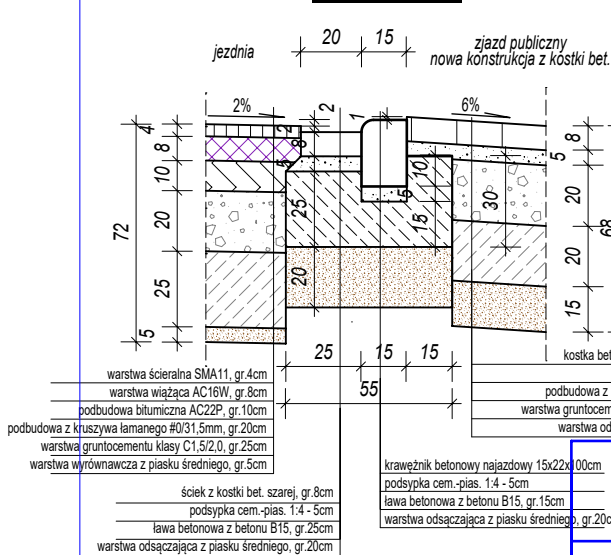 20
15
jezdnia
zjazd publiczny
nowa konstrukcja z kostki bet.
2%
2
1
6%
4
8
10
20
25
5
72
2
8
5
25
20
10
5
15
30
8
5
20
20
15
68
25
15
15
55
warstwa ścieralna SMA11, gr.4cm
warstwa wiążąca AC16W, gr.8cm
podbudowa bitumiczna AC22P, gr.10cm
podbudowa z kruszywa łamanego #0/31,5mm, gr.20cm
warstwa gruntocementu klasy C1,5/2,0, gr.25cm
warstwa wyrównawcza z piasku średniego, gr.5cm
ściek z kostki bet. szarej, gr.8cm
podsypka cem.-pias. 1:4 - 5cm
ława betonowa z betonu B15, gr.25cm
warstwa odsączająca z piasku średniego, gr.20cm
krawężnik betonowy najazdowy 15x22x100cm
podsypka cem.-pias. 1:4 - 5cm
ława betonowa z betonu B15, gr.15cm
warstwa odsączająca z piasku średniego, gr.20c
kostka bet
podbudowa z
warstwa gruntocem
warstwa od